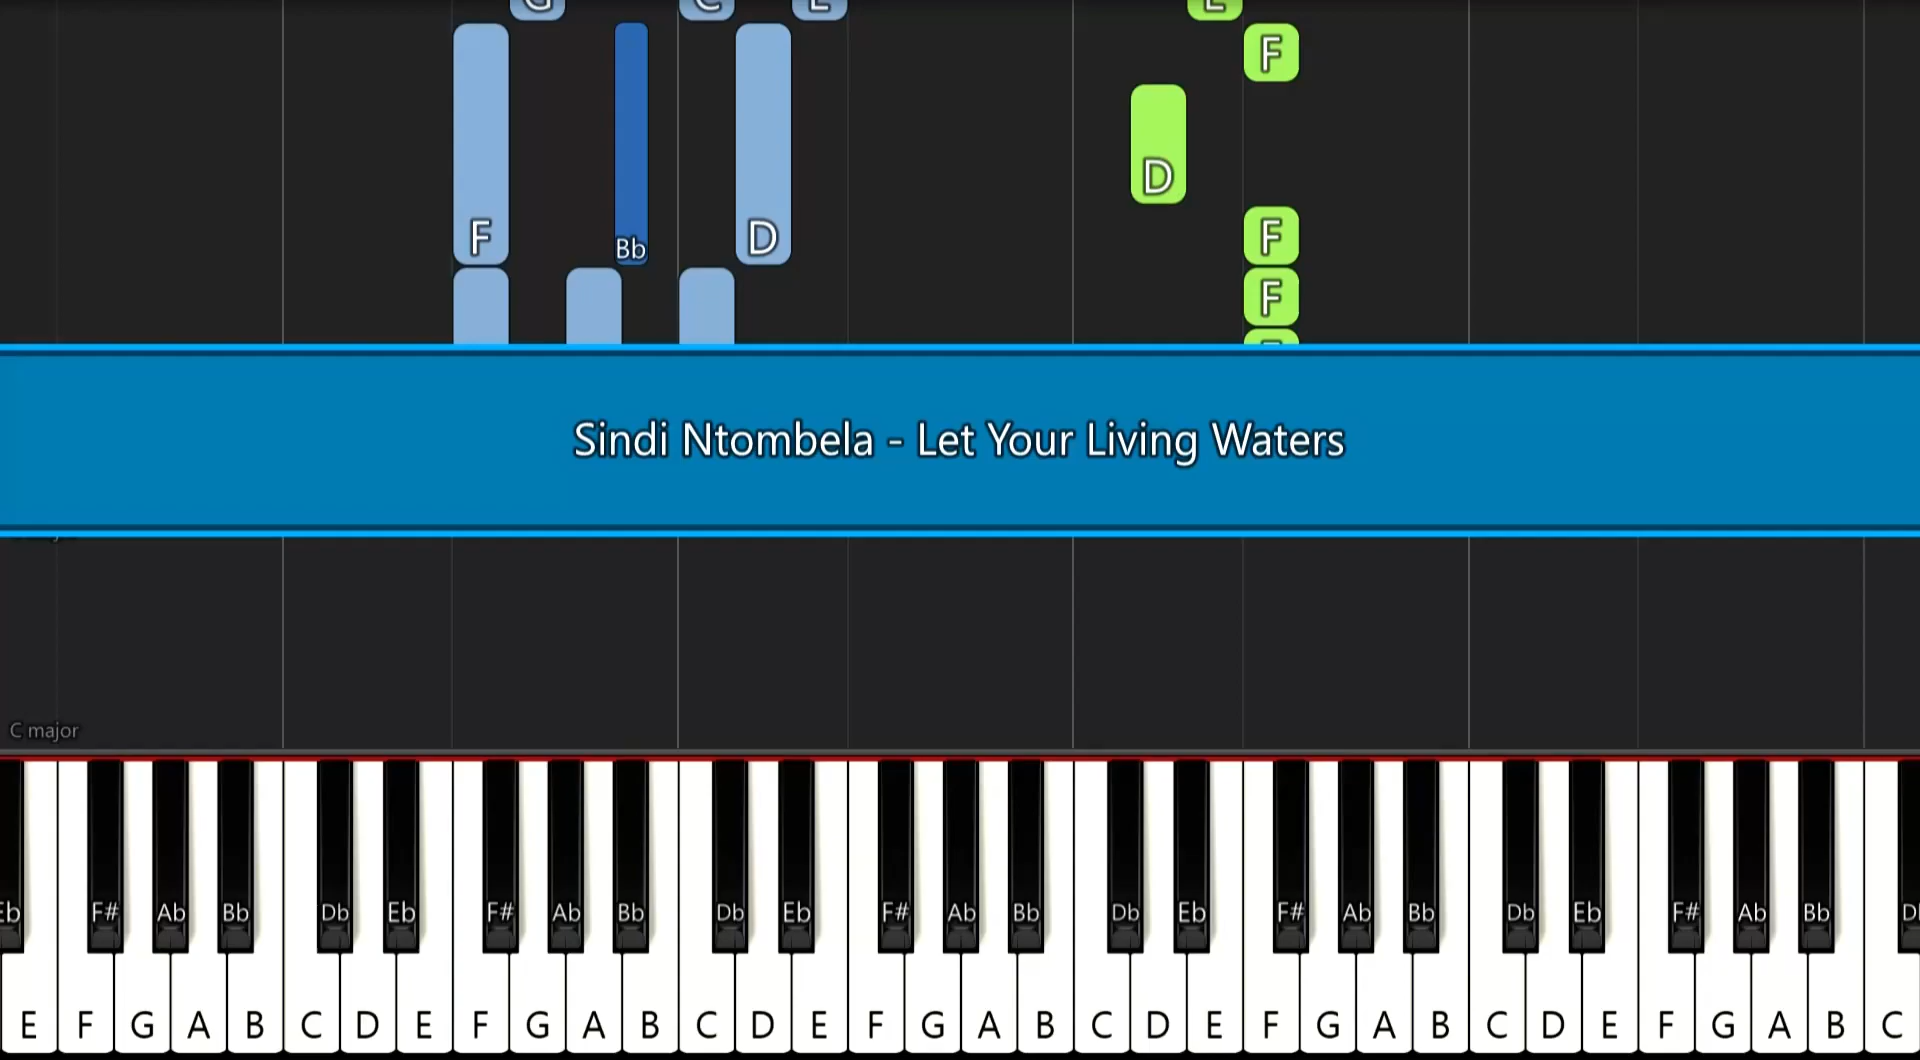 G C E E
F
D
F Bb D F
F
Sindi Ntombela - Let Your Living Waters
C major
Eb F# Ab Bb Db Eb F# Ab Bb Db Eb F# Ab Bb Db Eb F# Ab Bb Db Eb F# Ab Bb
E F G A B C D E F G A B C D E F G A B C D E F G A B C D E F G A B C